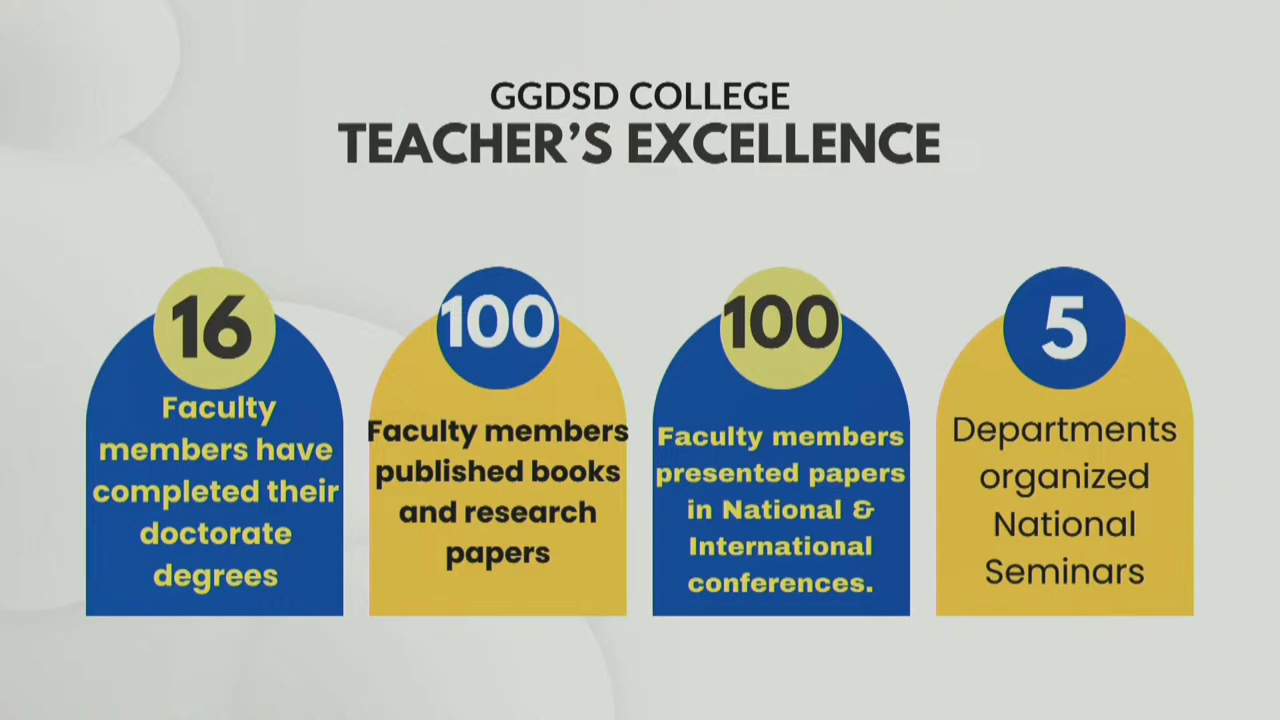 GGDSD COLLEGE
TEACHER’S EXCELLENCE
16
Faculty
members have
completed their
doctorate
degrees
100
Faculty members
published books
and research
papers
100
Faculty members
presented papers
in National &
International
conferences.
5
Departments
organized
National
Seminars